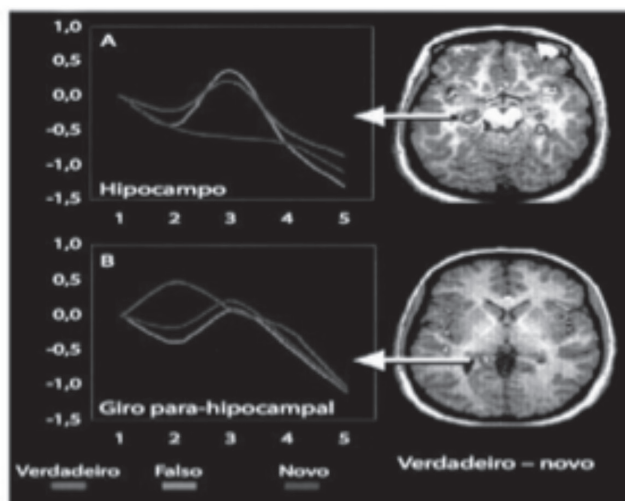 1,0
A
0,5
0,0
-0,5
-1,0
-1,5
Hipocampo
1 2 3 4 5
1,0
B
0,5
0,0
-0,5
-1,0
-1,5
Giro para-hipocampal
1 2 3 4 5
Verdadeiro Falso Novo
Verdadeiro – novo